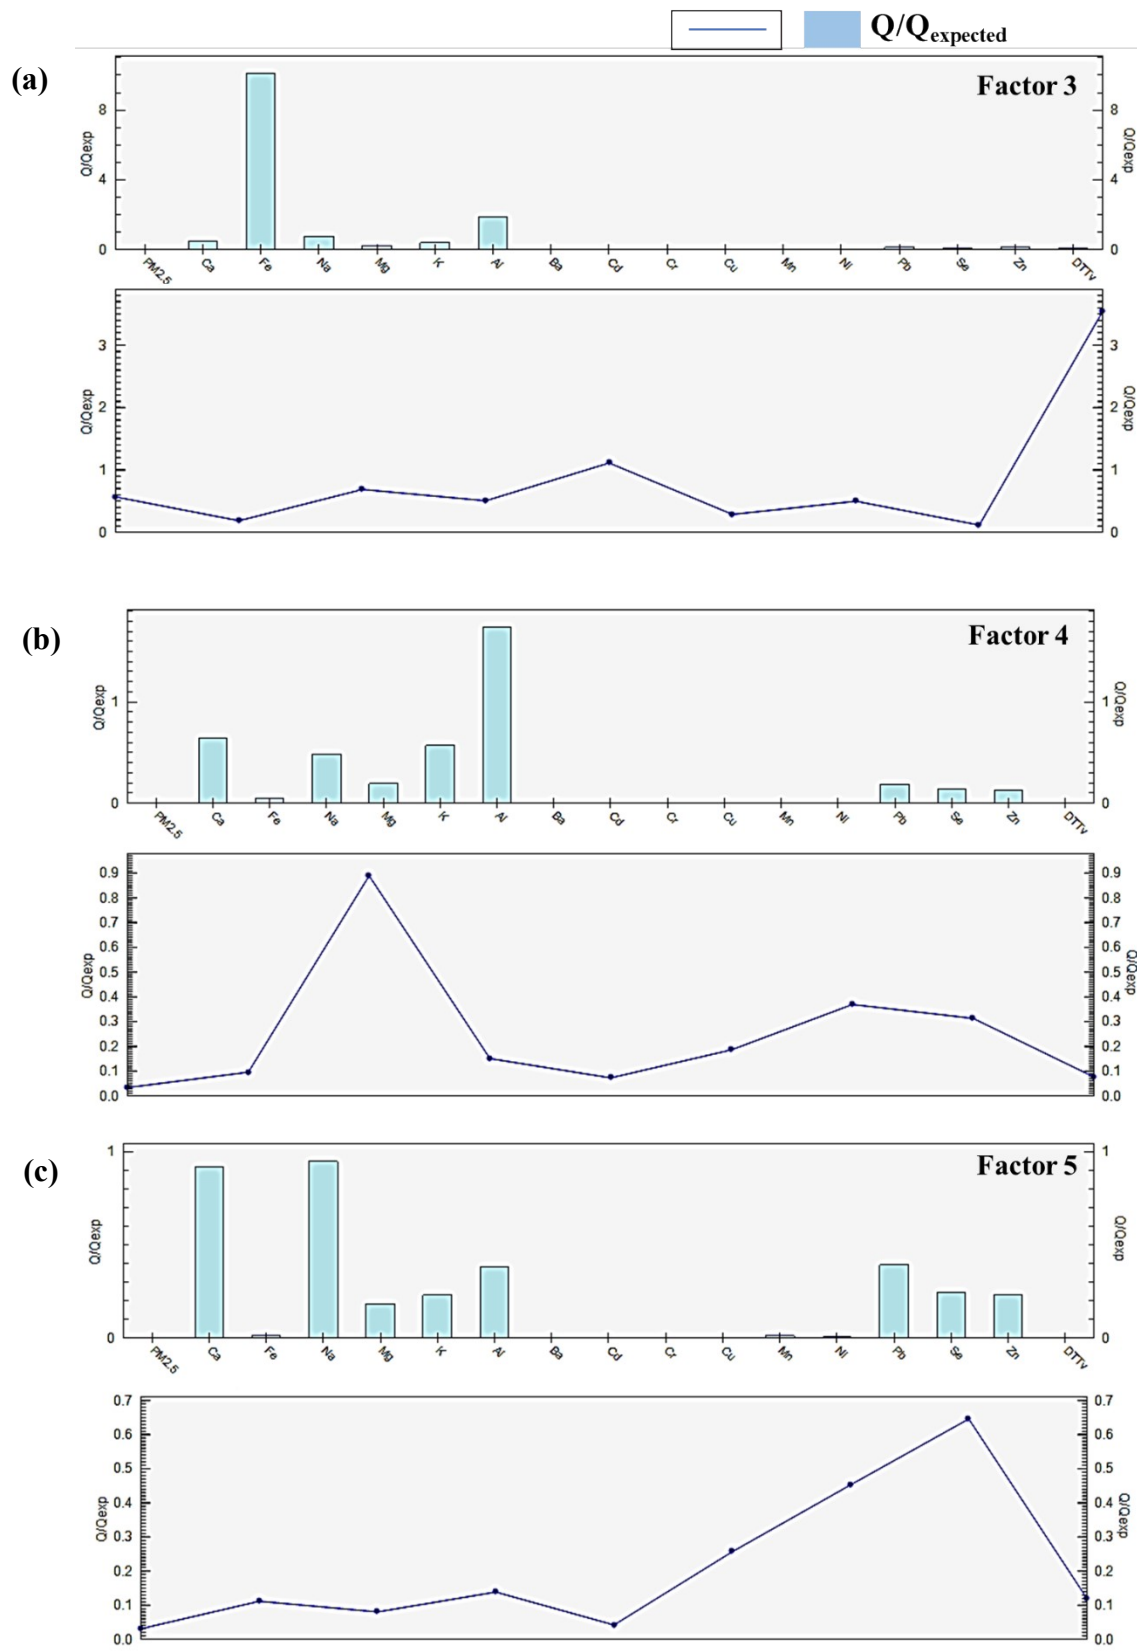 Q/Qexpected
(a)
Factor 3
Q/Qexp
8
4
0
8
4
0
Q/Qexp
PM2.5 Ca Fe Na Mg K Al Ba Cd Cr Cu Mn Ni Pb Se Zn DTTv
Q/Qexp
3
2
1
0
3
2
1
0
Q/Qexp
(b)
Factor 4
Q/Qexp
1
0
1
0
Q/Qexp
PM2.5 Ca Fe Na Mg K Al Ba Cd Cr Cu Mn Ni Pb Se Zn DTTv
Q/Qexp
0.9
0.8
0.7
0.6
0.5
0.4
0.3
0.2
0.1
0.0
0.9
0.8
0.7
0.6
0.5
0.4
0.3
0.2
0.1
0.0
Q/Qexp
(c)
Factor 5
Q/Qexp
1
0
1
0
Q/Qexp
PM2.5 Ca Fe Na Mg K Al Ba Cd Cr Cu Mn Ni Pb Se Zn DTTv
Q/Qexp
0.7
0.6
0.5
0.4
0.3
0.2
0.1
0.0
0.7
0.6
0.5
0.4
0.3
0.2
0.1
0.0
Q/Qexp